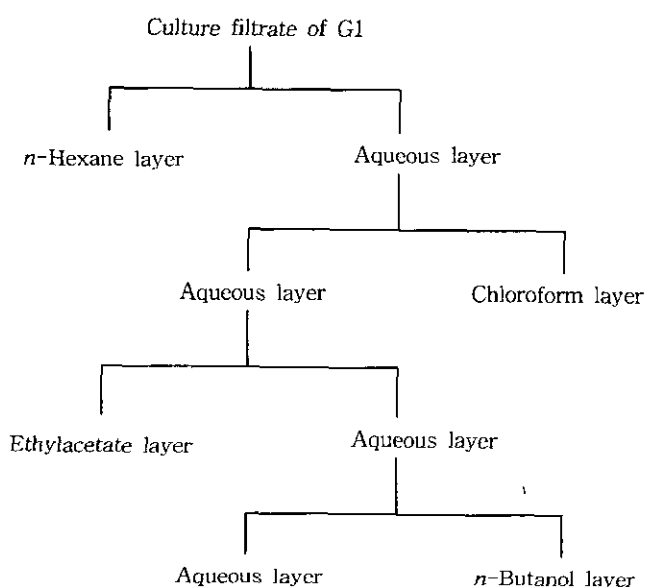 Culture filtrate of G1
n-Hexane layer Aqueous layer
Aqueous layer Chloroform layer
Ethylacetate layer Aqueous layer
Aqueous layer n-Butanol layer